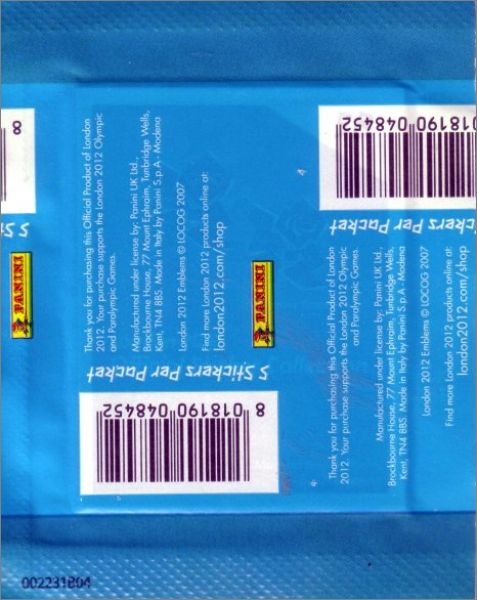 Thank you for purchasing this Official Product of London
2012. Your purchase supports the London 2012 Olympic
and Paralympic Games.
Manufactured under license by: Panini UK Ltd.,
Brockbourne House, 77 Mount Ephraim, Tunbridge Wells,
Kent, TN4 8BS. Made in Italy by Panini S.p.A - Modena
London 2012 Emblems © LOCOG 2007
Find more London 2012 products online at:
london2012.com/shop
PANINI
5 Stickers Per Packet
8 018190 048452
8
5 S
PANINI
018190 048452
ickers Per Packet
Thank you for purchasing this Official Product of London
2012. Your purchase supports the London 2012 Olympic
and Paralympic Games.
Manufactured under license by: Panini UK Ltd.,
Brockbourne House, 77 Mount Ephraim, Tunbridge Wells,
Kent, TN4 8BS. Made in Italy by Panini S.p.A - Modena
London 2012 Emblems © LOCOG 2007
Find more London 2012 products online at:
london2012.com/shop
002231804